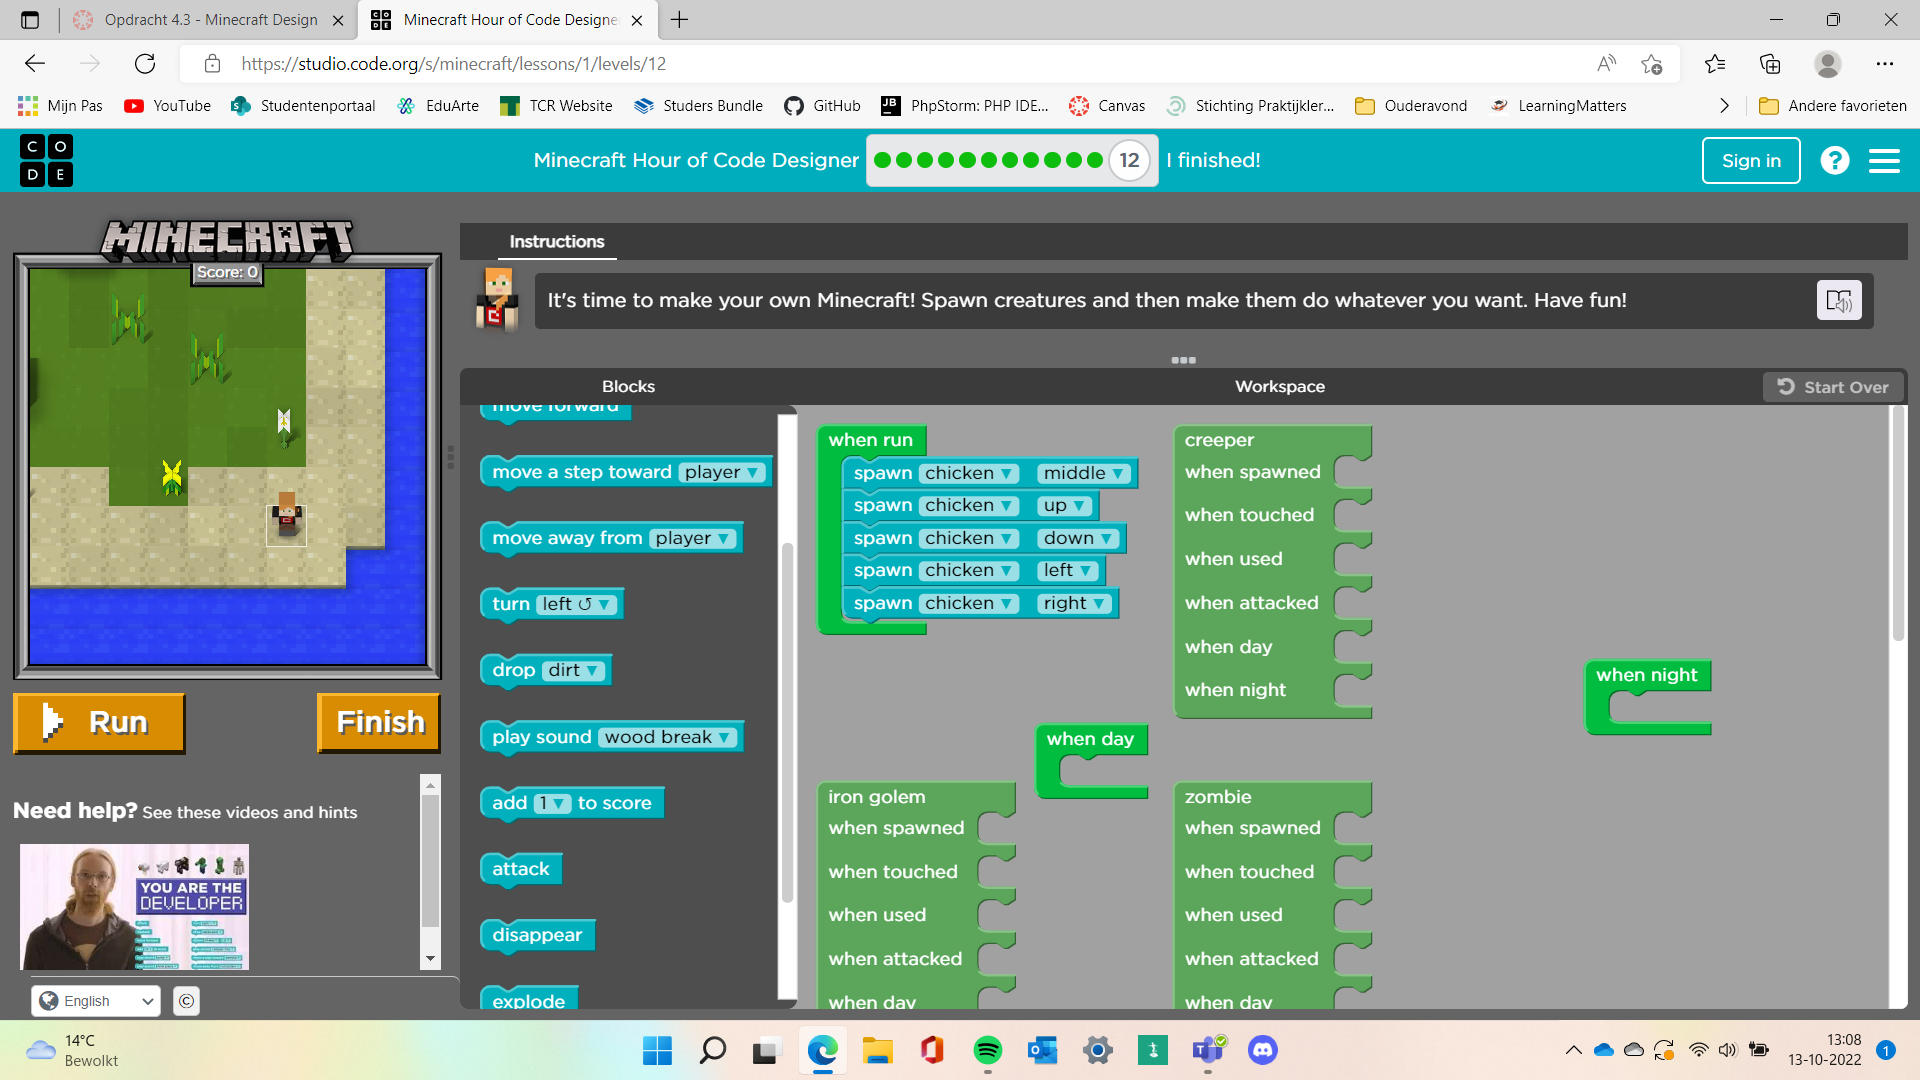 Opdracht 4.3 - Minecraft Design
Minecraft Hour of Code Designe
https://studio.code.org/s/minecraft/lessons/1/levels/12
Mijn Pas
YouTube
Studentenportaal
EduArte
TCR Website
Studers Bundle
GitHub
PhpStorm: PHP IDE...
Canvas
Stichting Praktijkler...
Ouderavond
LearningMatters
Andere favorieten
C O
D E
Minecraft Hour of Code Designer
12
I finished!
Sign in
?
MINECRAFT
Score: 0
Run
Finish
Need help? See these videos and hints
YOU ARE THE
DEVELOPER
English
©
Instructions
It's time to make your own Minecraft! Spawn creatures and then make them do whatever you want. Have fun!
Blocks
Workspace
Start Over
move forward
move a step toward player
move away from player
turn left
drop dirt
play sound wood break
add 1 to score
attack
disappear
explode
when run
spawn chicken middle
spawn chicken up
spawn chicken down
spawn chicken left
spawn chicken right
creeper
when spawned
when touched
when used
when attacked
when day
when night
when day
when night
iron golem
when spawned
when touched
when used
when attacked
when day
zombie
when spawned
when touched
when used
when attacked
when day
14°C
Bewolkt
13:08
13-10-2022
1